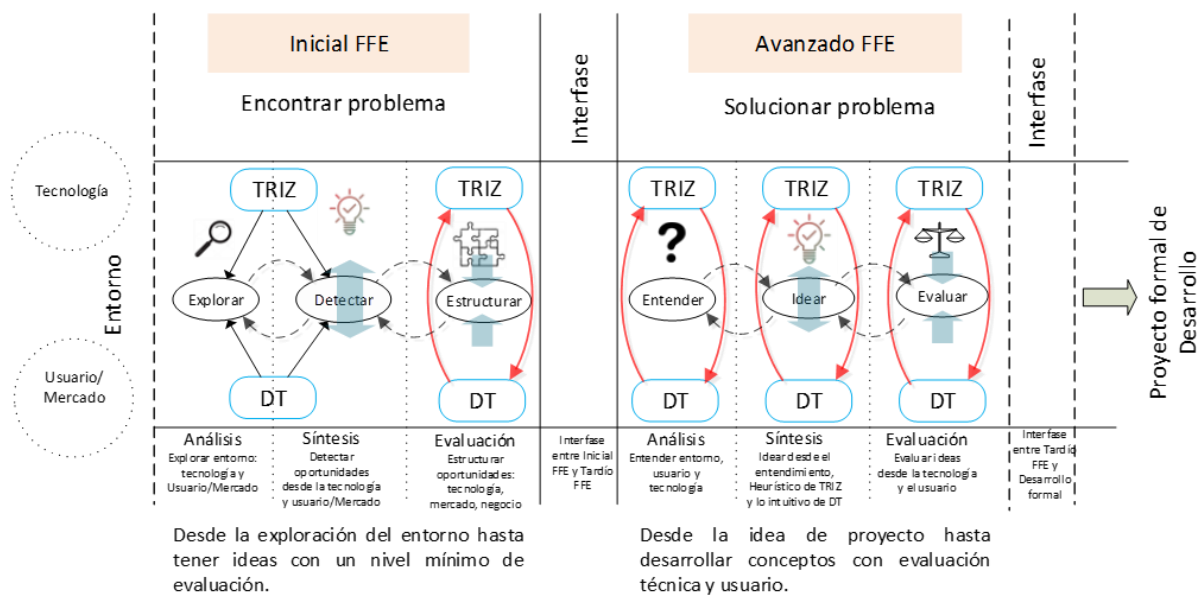 Inicial FFE
Avanzado FFE
Encontrar problema
Interfase
Solucionar problema
Interfase
Tecnología
Entorno
Usuario/
Mercado
TRIZ
TRIZ
TRIZ
TRIZ
TRIZ
?
Explorar
Detectar
Estructurar
Entender
Idear
Evaluar
DT
DT
DT
DT
DT
Proyecto formal de
Desarrollo
Análisis
Explorar entorno:
tecnología y
Usuario/Mercado
Síntesis
Detectar
oportunidades
desde la tecnología
y usuario/Mercado
Evaluación
Estructurar
oportunidades:
tecnología,
mercado, negocio
Interfase
entre Inicial
FFE y Tardío
FFE
Análisis
Entender entorno,
usuario y
tecnología
Síntesis
Idear desde el
entendimiento,
Heurístico de TRIZ
y lo intuitivo de DT
Evaluación
Evaluar ideas
desde la tecnología
y el usuario
Interfase
entre Tardío
FFE y
Desarrollo
formal
Desde la exploración del entorno hasta
tener ideas con un nivel mínimo de
evaluación.
Desde la idea de proyecto hasta
desarrollar conceptos con evaluación
técnica y usuario.